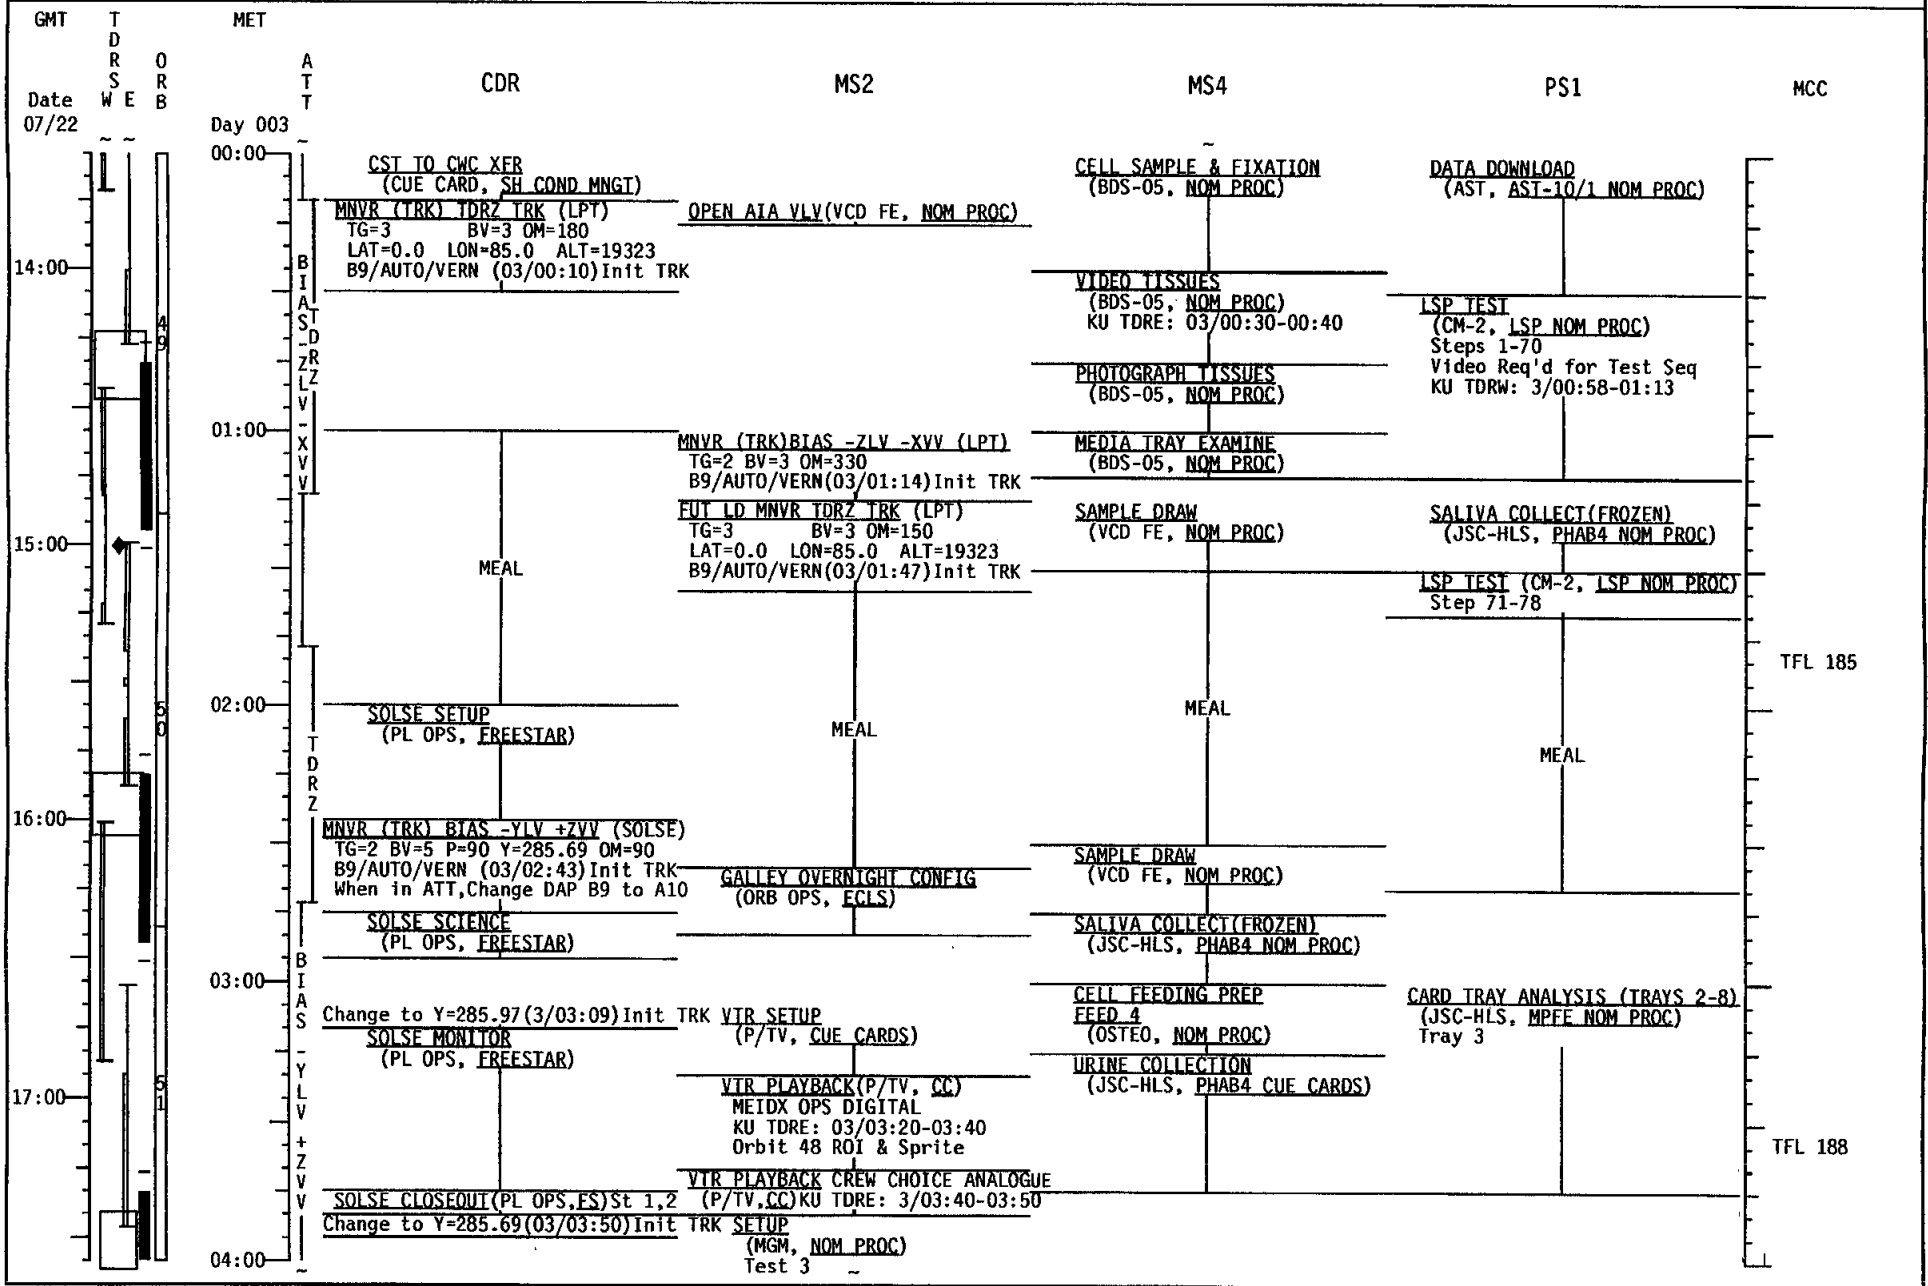 GMT
TDRS
W E
ORB
MET
ATT
CDR
MS2
MS4
PS1
MCC
Date
07/22
Day 003
00:00
01:00
02:00
03:00
04:00
14:00
15:00
16:00
17:00
49
50
51
BIAS -ZLV -XVV
TDRZ
TDRZ
BIAS -YLV +ZVV
CST TO CWC XFR
(CUE CARD, SH COND MNGT)
MNVR (TRK) TDRZ TRK (LPT)
TG=3 BV=3 OM=180
LAT=0.0 LON=85.0 ALT=19323
B9/AUTO/VERN (03/00:10)Init TRK
MEAL
SOLSE SETUP
(PL OPS, FREESTAR)
MNVR (TRK) BIAS -YLV +ZVV (SOLSE)
TG=2 BV=5 P=90 Y=285.69 OM=90
B9/AUTO/VERN (03/02:43)Init TRK
When in ATT,Change DAP B9 to A10
SOLSE SCIENCE
(PL OPS, FREESTAR)
Change to Y=285.97(3/03:09)Init TRK
SOLSE MONITOR
(PL OPS, FREESTAR)
SOLSE CLOSEOUT(PL OPS,FS)St 1,2
Change to Y=285.69(03/03:50)Init TRK
OPEN AIA VLV(VCD FE, NOM PROC)
MNVR (TRK)BIAS -ZLV -XVV (LPT)
TG=2 BV=3 OM=330
B9/AUTO/VERN(03/01:14)Init TRK
FUT LD MNVR TDRZ TRK (LPT)
TG=3 BV=3 OM=150
LAT=0.0 LON=85.0 ALT=19323
B9/AUTO/VERN(03/01:47)Init TRK
MEAL
GALLEY OVERNIGHT CONFIG
(ORB OPS, ECLS)
VTR SETUP
(P/TV, CUE CARDS)
VTR PLAYBACK(P/TV, CC)
MEIDX OPS DIGITAL
KU TDRE: 03/03:20-03:40
Orbit 48 ROI & Sprite
VTR PLAYBACK CREW CHOICE ANALOGUE
(P/TV,CC)KU TDRE: 3/03:40-03:50
SETUP
(MGM, NOM PROC)
Test 3
CELL SAMPLE & FIXATION
(BDS-05, NOM PROC)
VIDEO TISSUES
(BDS-05, NOM PROC)
KU TDRE: 03/00:30-00:40
PHOTOGRAPH TISSUES
(BDS-05, NOM PROC)
MEDIA TRAY EXAMINE
(BDS-05, NOM PROC)
SAMPLE DRAW
(VCD FE, NOM PROC)
MEAL
SAMPLE DRAW
(VCD FE, NOM PROC)
SALIVA COLLECT(FROZEN)
(JSC-HLS, PHAB4 NOM PROC)
CELL FEEDING PREP
FEED 4
(OSTEO, NOM PROC)
URINE COLLECTION
(JSC-HLS, PHAB4 CUE CARDS)
DATA DOWNLOAD
(AST, AST-10/1 NOM PROC)
LSP TEST
(CM-2, LSP NOM PROC)
Steps 1-70
Video Req'd for Test Seq
KU TDRW: 3/00:58-01:13
SALIVA COLLECT(FROZEN)
(JSC-HLS, PHAB4 NOM PROC)
LSP TEST (CM-2, LSP NOM PROC)
Step 71-78
MEAL
CARD TRAY ANALYSIS (TRAYS 2-8)
(JSC-HLS, MPFE NOM PROC)
Tray 3
TFL 185
TFL 188